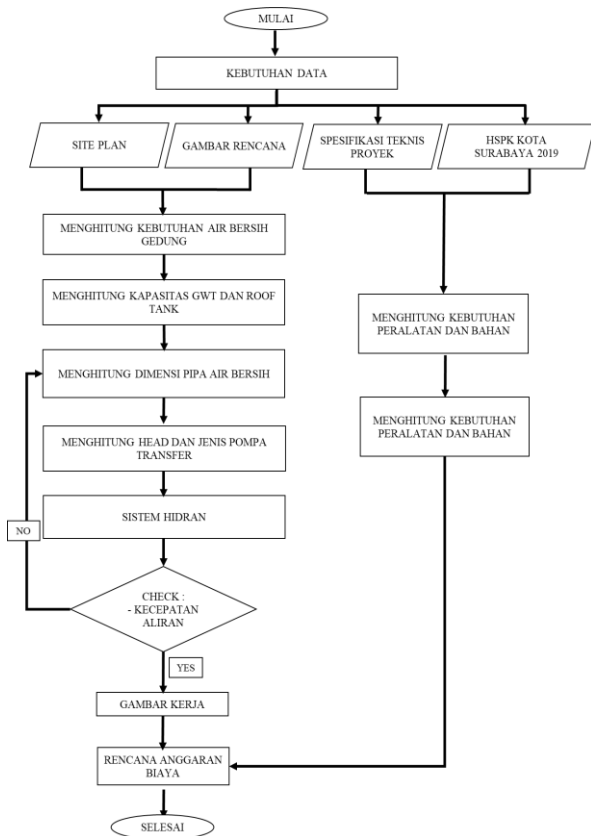 MULAI
KEBUTUHAN DATA
SITE PLAN
GAMBAR RENCANA
SPESIFIKASI TEKNIS
PROYEK
HSPK KOTA
SURABAYA 2019
MENGHITUNG KEBUTUHAN AIR BERSIH
GEDUNG
MENGHITUNG KAPASITAS GWT DAN ROOF
TANK
MENGHITUNG DIMENSI PIPA AIR BERSIH
MENGHITUNG HEAD DAN JENIS POMPA
TRANSFER
SISTEM HIDRAN
NO
CHECK :
- KECEPATAN
ALIRAN
YES
GAMBAR KERJA
MENGHITUNG KEBUTUHAN
PERALATAN DAN BAHAN
MENGHITUNG KEBUTUHAN
PERALATAN DAN BAHAN
RENCANA ANGGARAN
BIAYA
SELESAI